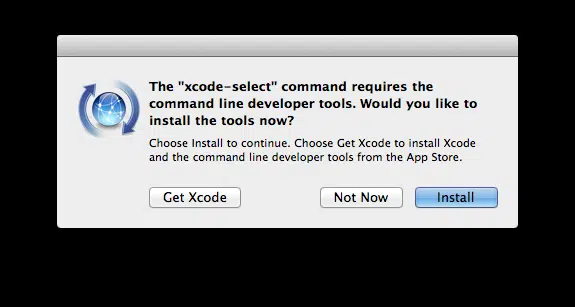 The "xcode-select" command requires the
command line developer tools. Would you like to
install the tools now?
Choose Install to continue. Choose Get Xcode to install Xcode
and the command line developer tools from the App Store.
Get Xcode
Not Now
Install